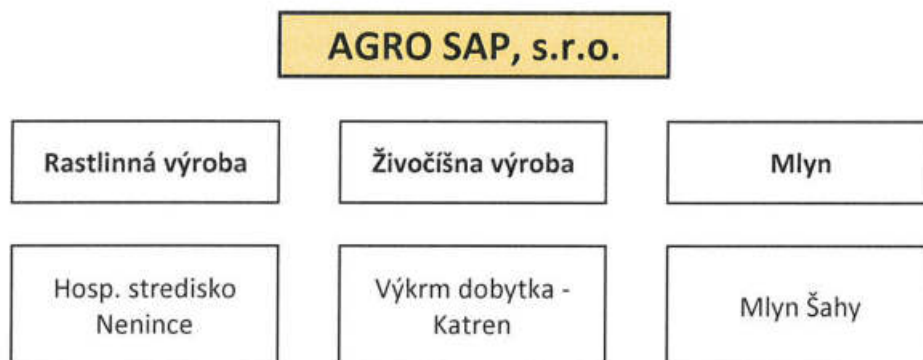 AGRO SAP, s.r.o.
Rastlinná výroba
Živočíšna výroba
Mlyn
Hosp. stredisko
Nenince
Výkrm dobytka -
Katren
Mlyn Šahy